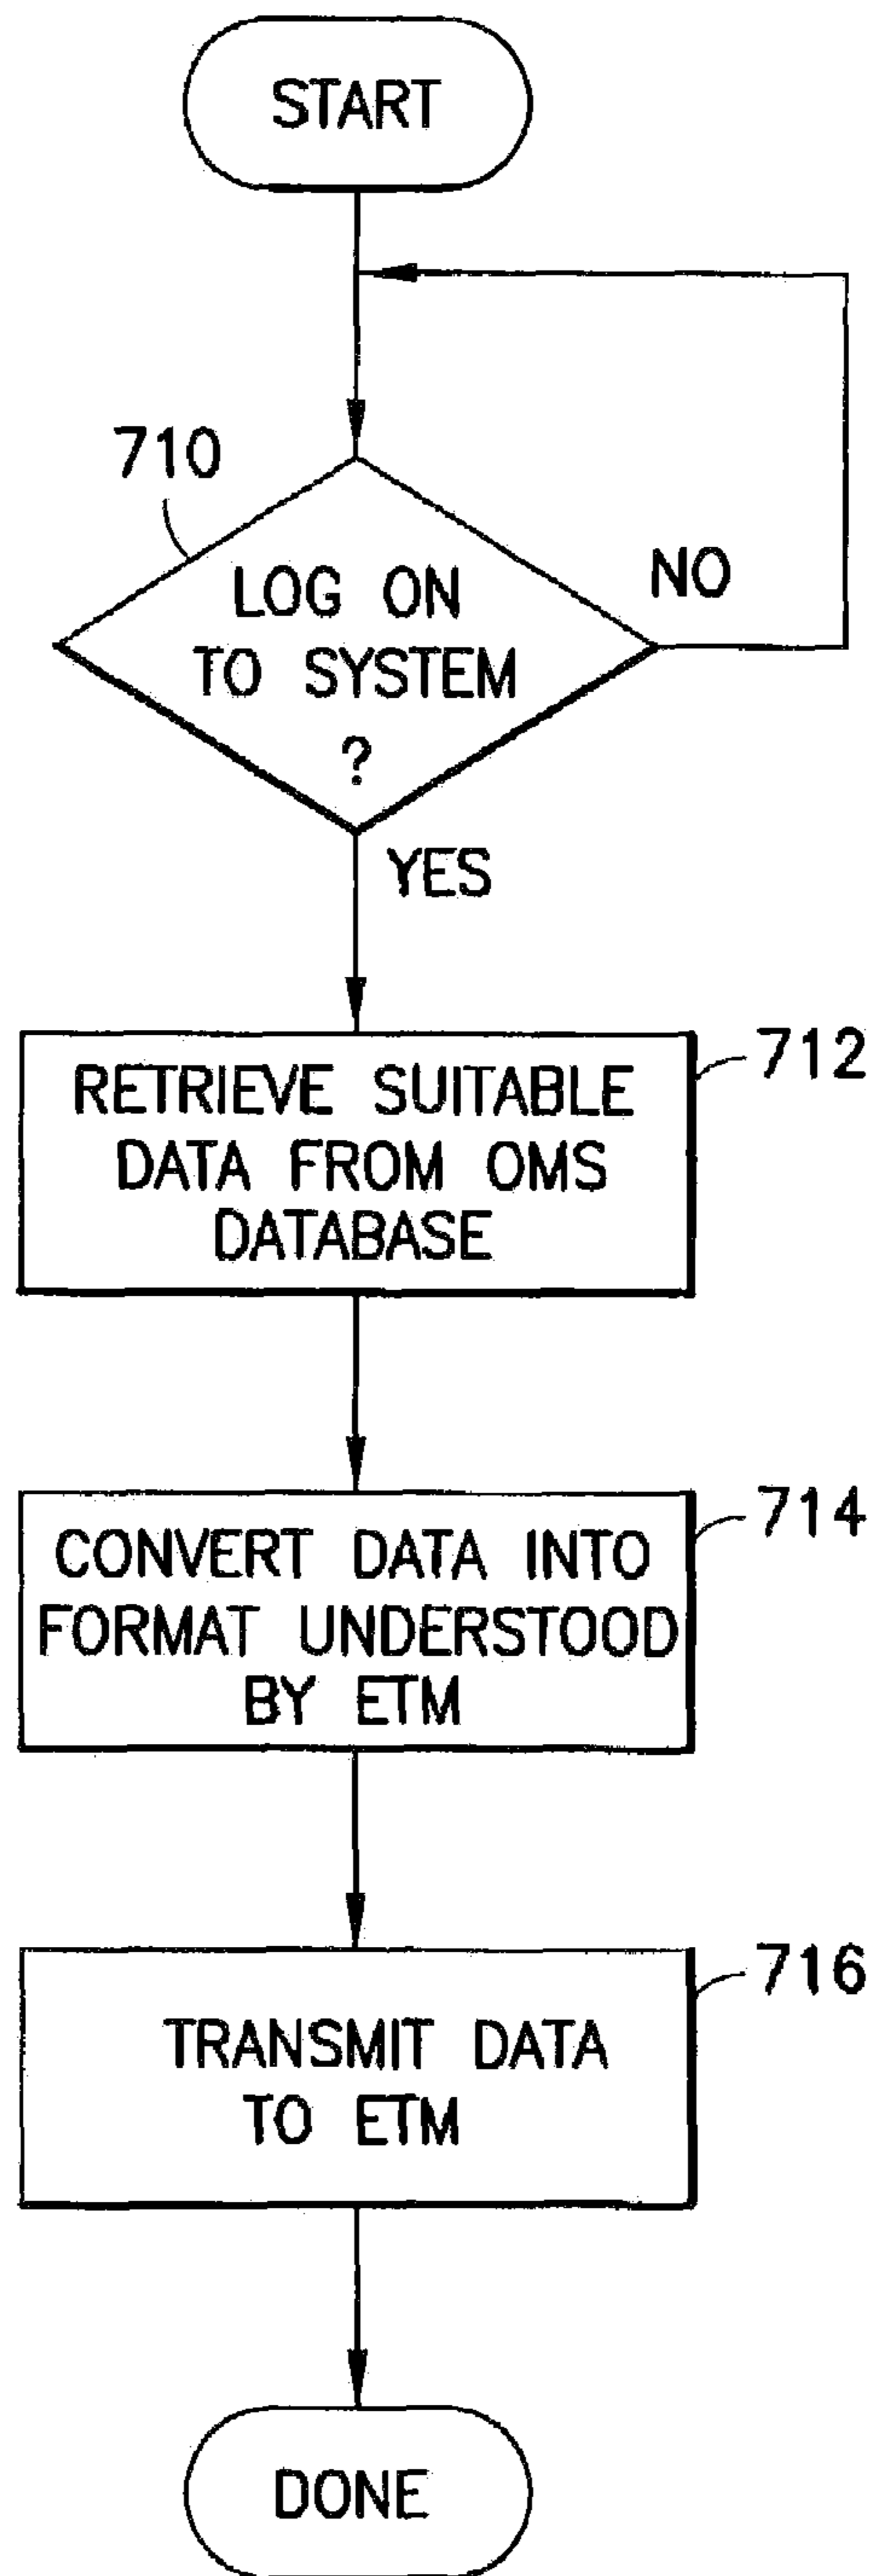 START
710
LOG ON
TO SYSTEM
?
NO
YES
712
RETRIEVE SUITABLE
DATA FROM OMS
DATABASE
714
CONVERT DATA INTO
FORMAT UNDERSTOOD
BY ETM
716
TRANSMIT DATA
TO ETM
DONE